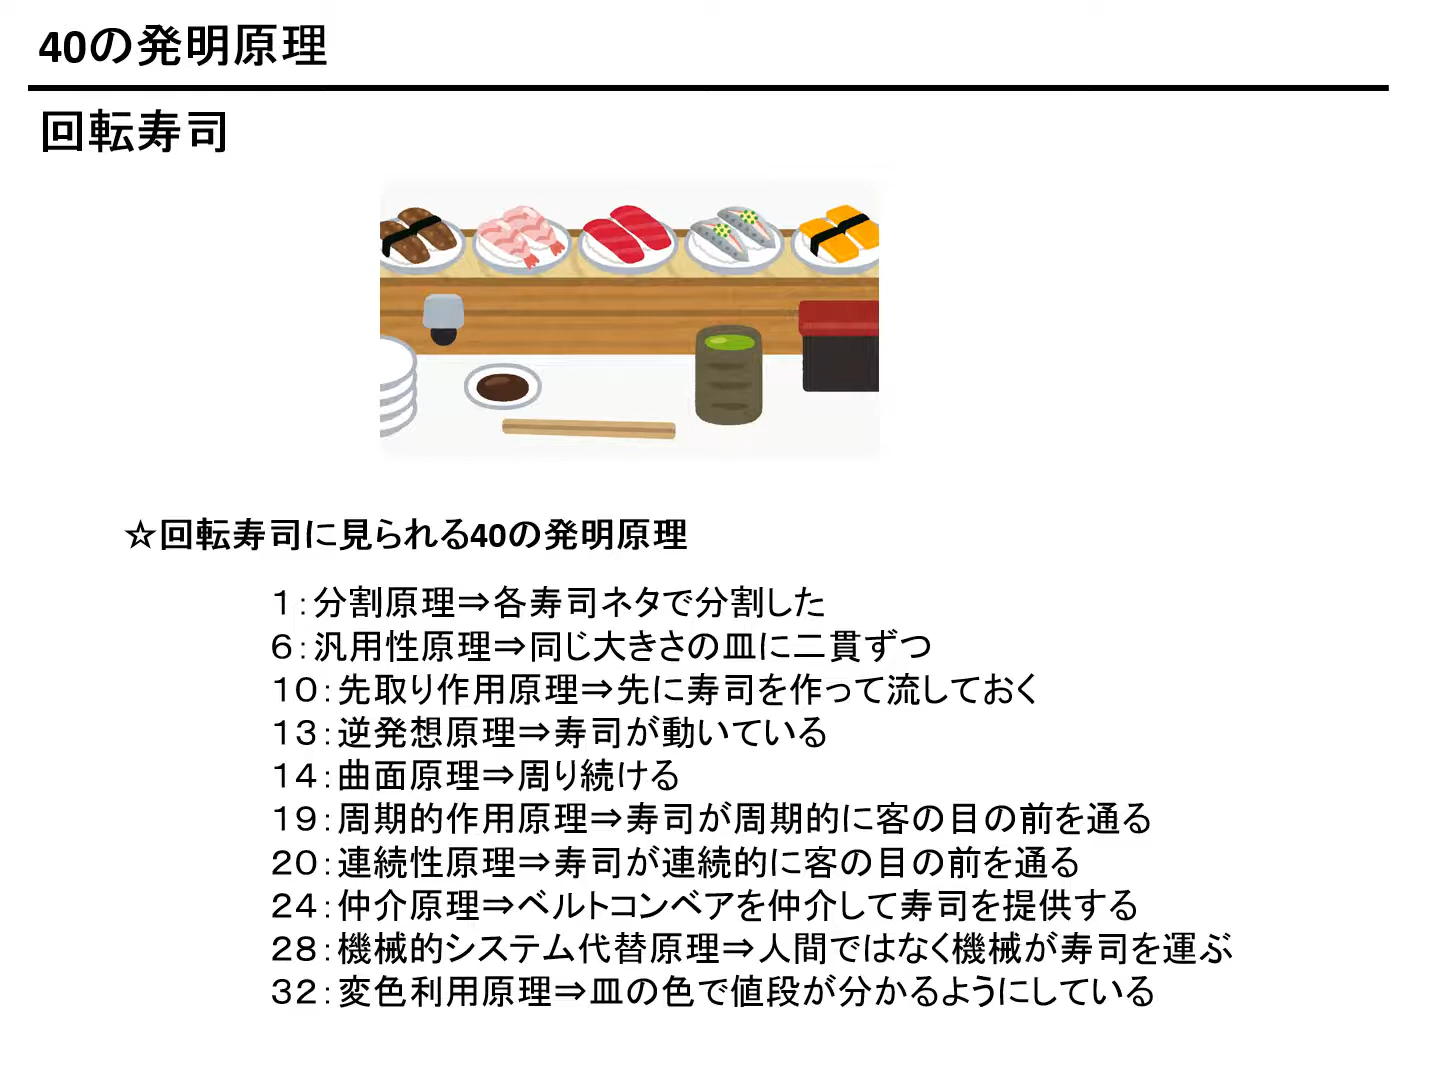 40の発明原理
回転寿司
☆回転寿司に見られる40の発明原理
１：分割原理⇒各寿司ネタで分割した
６：汎用性原理⇒同じ大きさの皿に二貫ずつ
１０：先取り作用原理⇒先に寿司を作って流しておく
１３：逆発想原理⇒寿司が動いている
１４：曲面原理⇒周り続ける
１９：周期的作用原理⇒寿司が周期的に客の目の前を通る
２０：連続性原理⇒寿司が連続的に客の目の前を通る
２４：仲介原理⇒ベルトコンベアを仲介して寿司を提供する
２８：機械的システム代替原理⇒人間ではなく機械が寿司を運ぶ
３２：変色利用原理⇒皿の色で値段が分かるようにしている